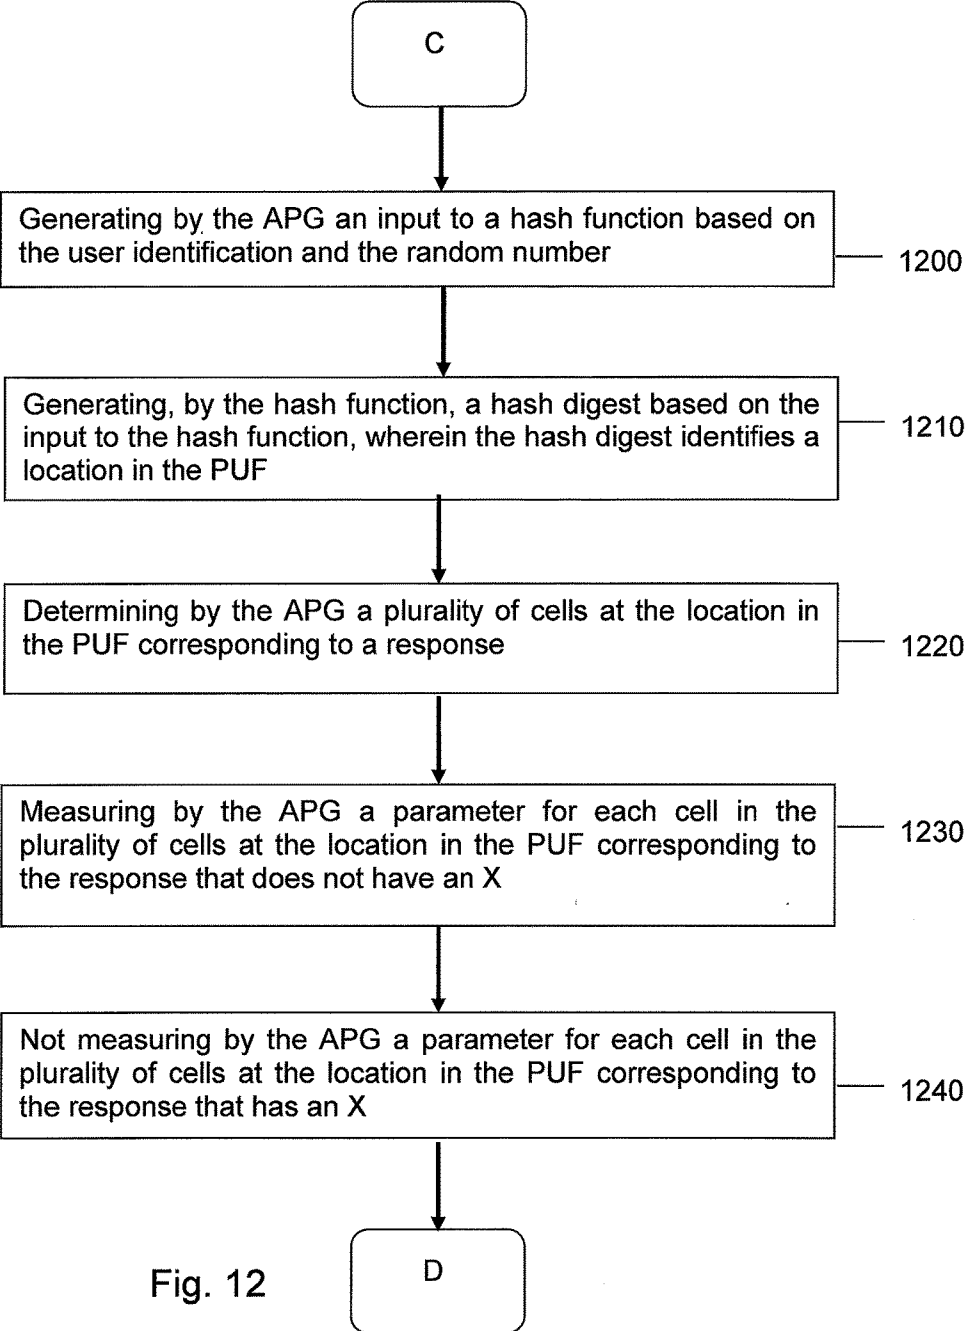 C
Generating by the APG an input to a hash function based on
the user identification and the random number
1200
Generating, by the hash function, a hash digest based on the
input to the hash function, wherein the hash digest identifies a
location in the PUF
1210
Determining by the APG a plurality of cells at the location in
the PUF corresponding to a response
1220
Measuring by the APG a parameter for each cell in the
plurality of cells at the location in the PUF corresponding to
the response that does not have an X
1230
Not measuring by the APG a parameter for each cell in the
plurality of cells at the location in the PUF corresponding to
the response that has an X
1240
D
Fig. 12